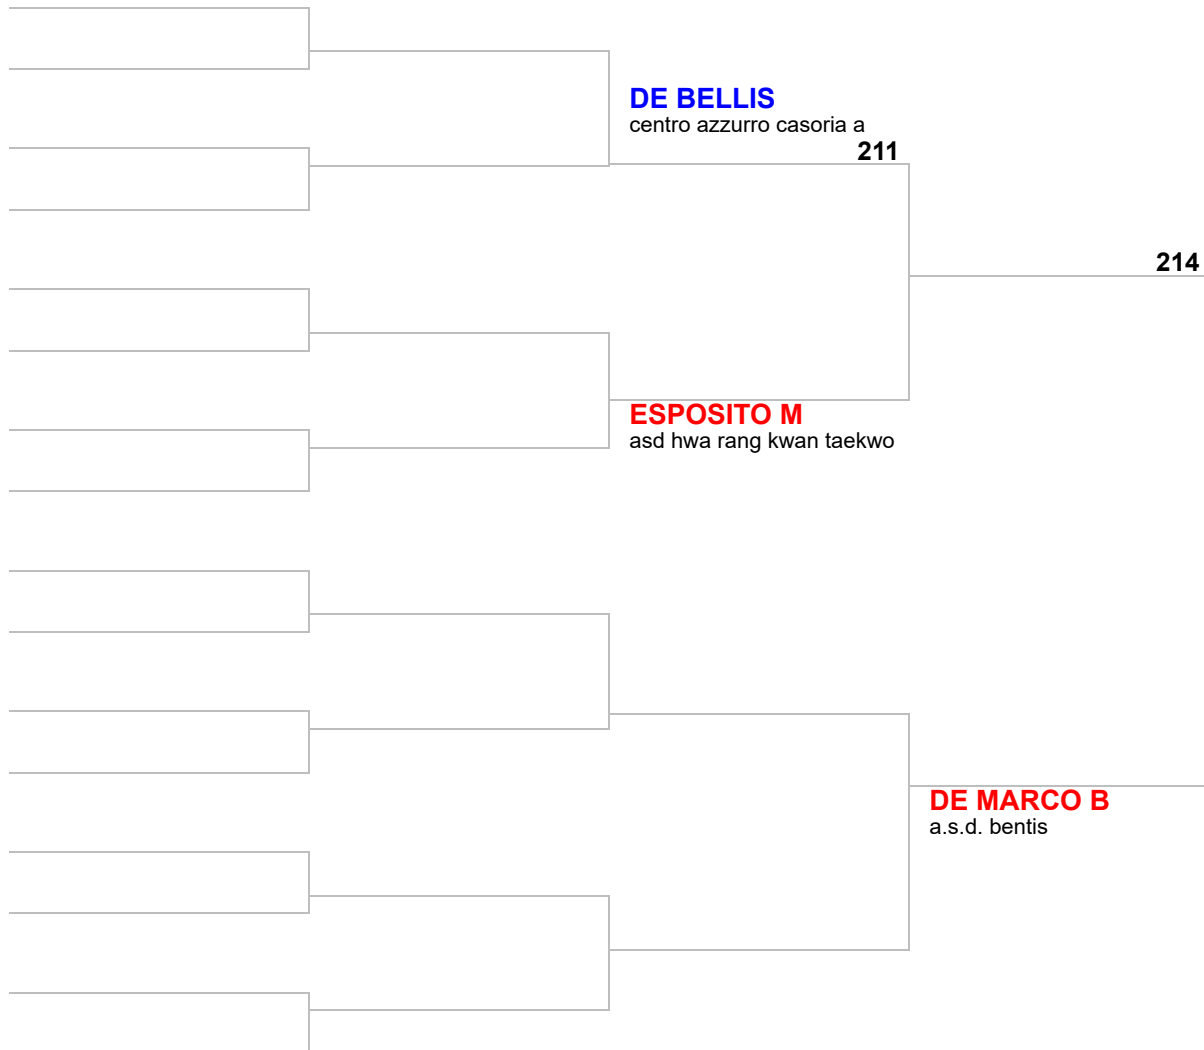 DE BELLIS
centro azzurro casoria a
211
214
ESPOSITO M
asd hwa rang kwan taekwo
DE MARCO B
a.s.d. bentis